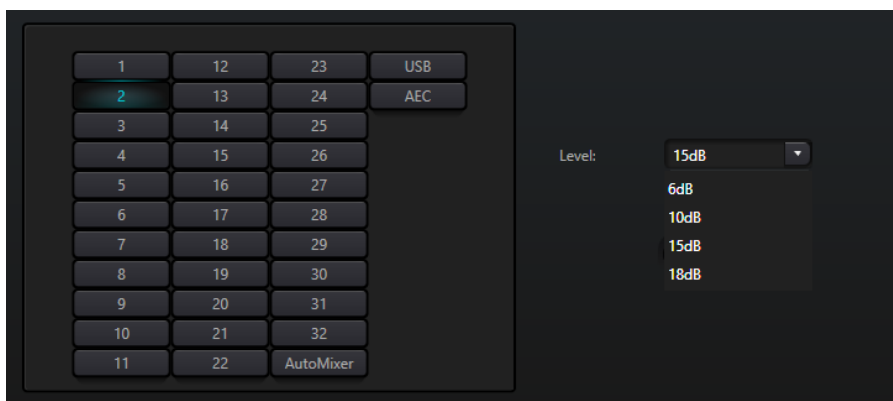 1 12 23 USB
2 13 24 AEC
3 14 25
4 15 26
5 16 27
6 17 28
7 18 29
8 19 30
9 20 31
10 21 32
11 22 AutoMixer
Level: 15dB
6dB
10dB
15dB
18dB